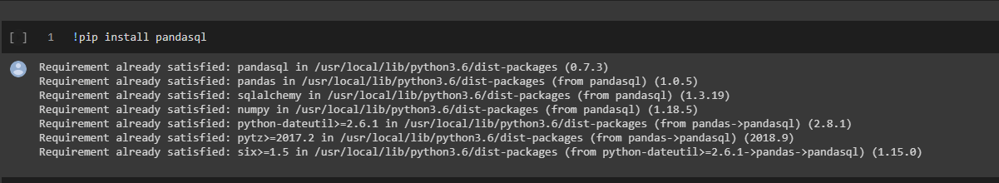 [ ] 1 !pip install pandasql
Requirement already satisfied: pandasql in /usr/local/lib/python3.6/dist-packages (0.7.3)
Requirement already satisfied: pandas in /usr/local/lib/python3.6/dist-packages (from pandasql) (1.0.5)
Requirement already satisfied: sqlalchemy in /usr/local/lib/python3.6/dist-packages (from pandasql) (1.3.19)
Requirement already satisfied: numpy in /usr/local/lib/python3.6/dist-packages (from pandasql) (1.18.5)
Requirement already satisfied: python-dateutil>=2.6.1 in /usr/local/lib/python3.6/dist-packages (from pandas->pandasql) (2.8.1)
Requirement already satisfied: pytz>=2017.2 in /usr/local/lib/python3.6/dist-packages (from pandas->pandasql) (2018.9)
Requirement already satisfied: six>=1.5 in /usr/local/lib/python3.6/dist-packages (from python-dateutil>=2.6.1->pandas->pandasql) (1.15.0)